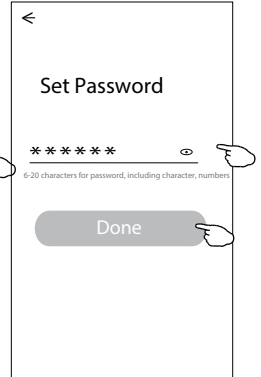 Set Password
******
6-20 characters for password, including character, numbers
Done